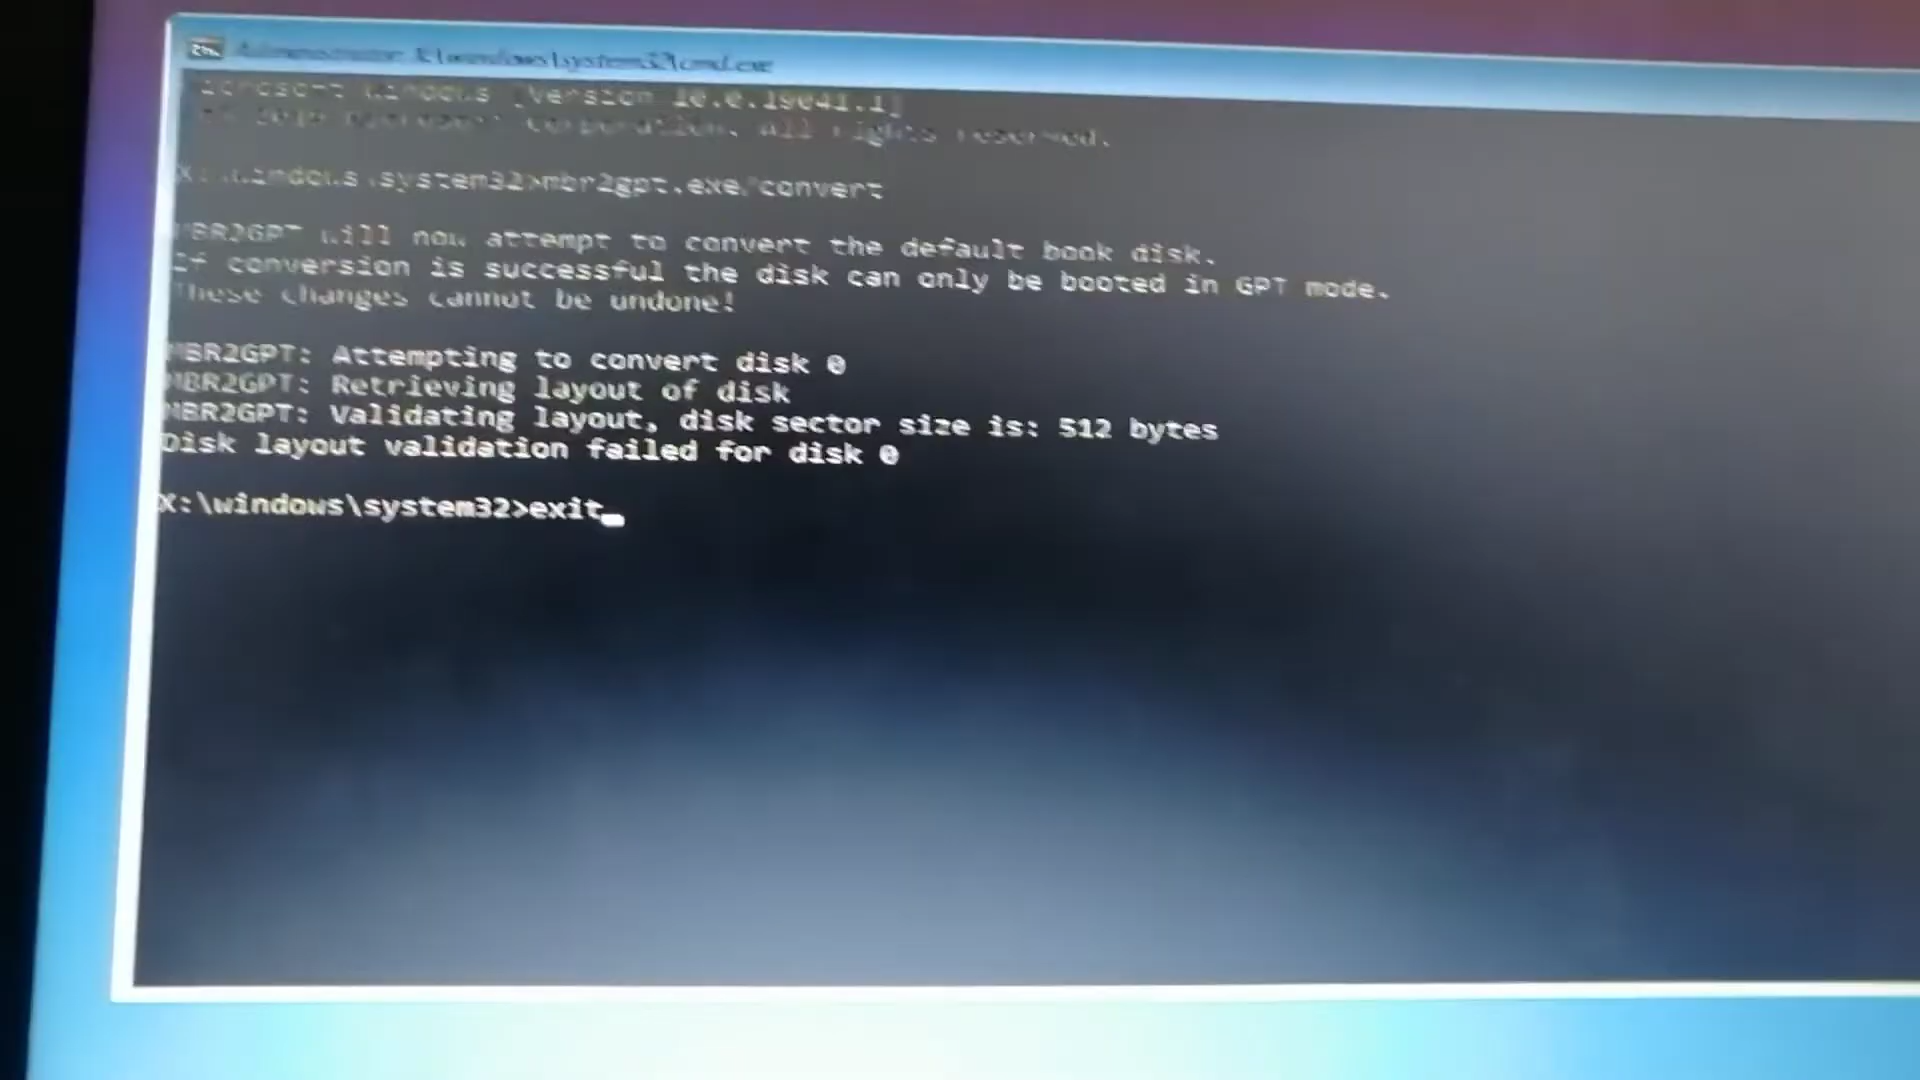 Administrator: X:\windows\system32\cmd.exe
Microsoft Windows [Version 10.0.19041.1]
2019 Microsoft Corporation. All rights reserved.
X:\windows\system32>mbr2gpt.exe/convert
MBR2GPT will now attempt to convert the default book disk.
If conversion is successful the disk can only be booted in GPT mode.
These changes cannot be undone!
MBR2GPT: Attempting to convert disk 0
MBR2GPT: Retrieving layout of disk
MBR2GPT: Validating layout, disk sector size is: 512 bytes
Disk layout validation failed for disk 0
X:\windows\system32>exit